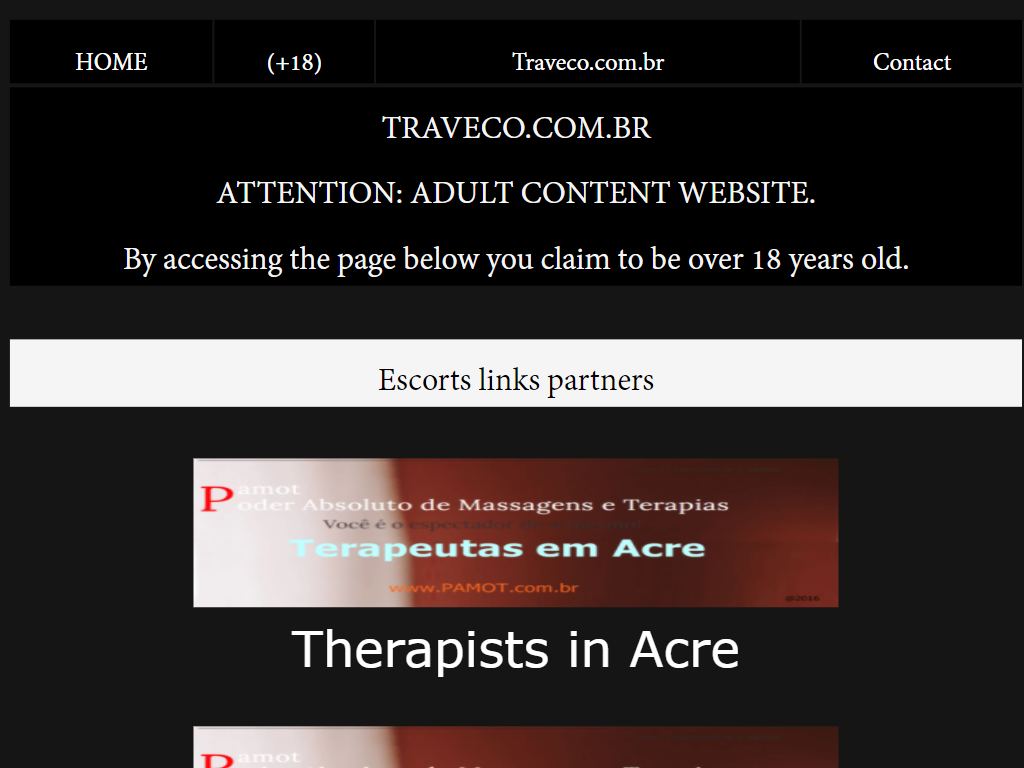 HOME
(+18)
Traveco.com.br
Contact
TRAVECO.COM.BR
ATTENTION: ADULT CONTENT WEBSITE.
By accessing the page below you claim to be over 18 years old.
Escorts links partners
Pamot
Poder Absoluto de Massagens e Terapias
Você é o espectador de
Terapeutas em Acre
www.PAMOT.com.br
@2016
Therapists in Acre
Pamot